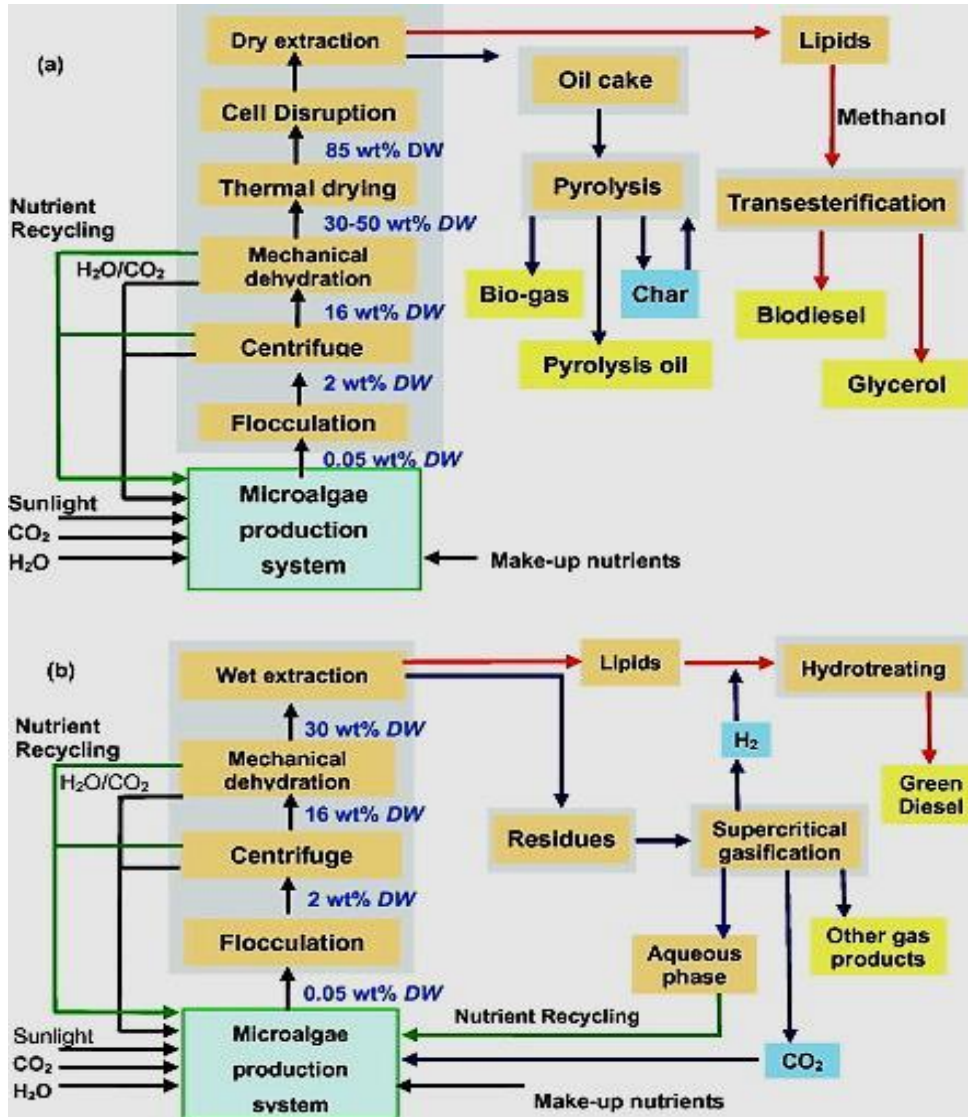 (a)
Dry extraction
Lipids
Oil cake
Cell Disruption
Methanol
85 wt% DW
Thermal drying
Pyrolysis
Transesterification
Nutrient
Recycling
30-50 wt% DW
H₂O/CO₂
Mechanical
dehydration
Bio-gas
Char
Biodiesel
16 wt% DW
Centrifuge
Pyrolysis oil
Glycerol
2 wt% DW
Flocculation
0.05 wt% DW
Microalgae
production
system
Sunlight
CO₂
H₂O
Make-up nutrients
(b)
Wet extraction
Lipids
Hydrotreating
30 wt% DW
Nutrient
Recycling
H₂O/CO₂
Mechanical
dehydration
H₂
Green
Diesel
16 wt% DW
Centrifuge
Residues
Supercritical
gasification
2 wt% DW
Flocculation
Aqueous
phase
Other gas
products
0.05 wt% DW
Nutrient Recycling
Microalgae
production
system
Sunlight
CO₂
H₂O
CO₂
Make-up nutrients